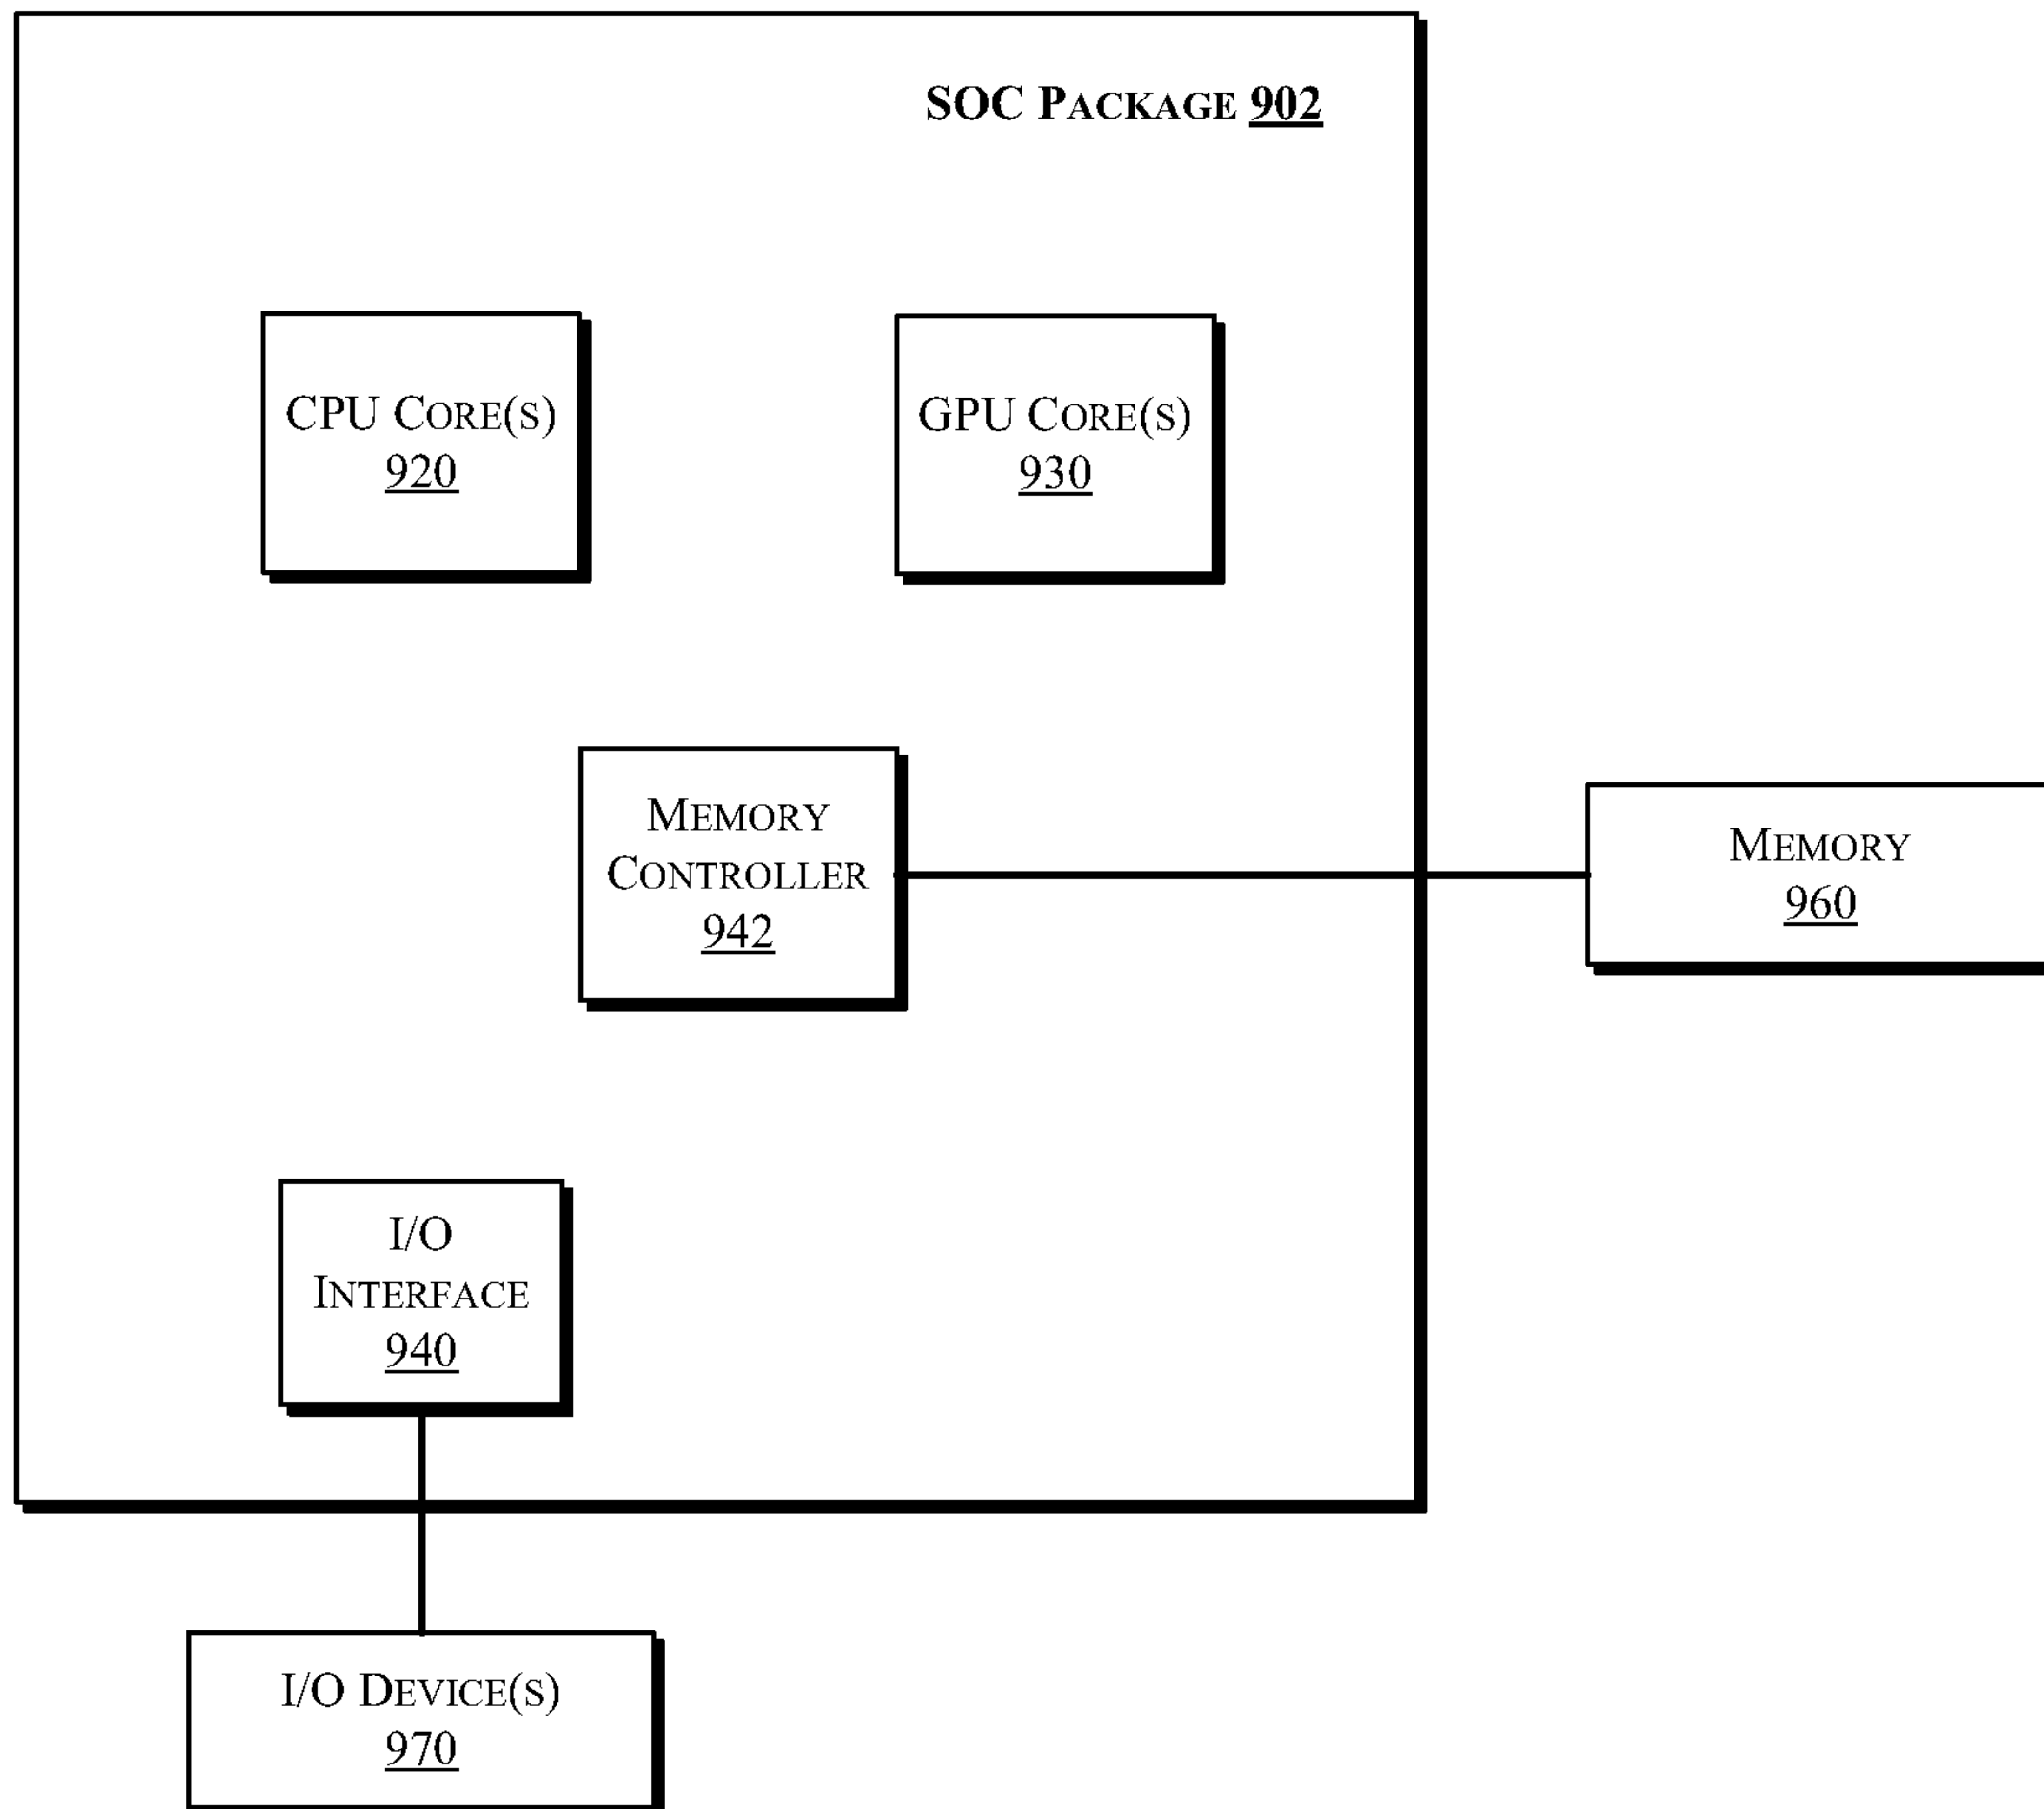 SOC PACKAGE 902
CPU CORE(S)
920
GPU CORE(S)
930
MEMORY
CONTROLLER
942
MEMORY
960
I/O
INTERFACE
940
I/O DEVICE(S)
970